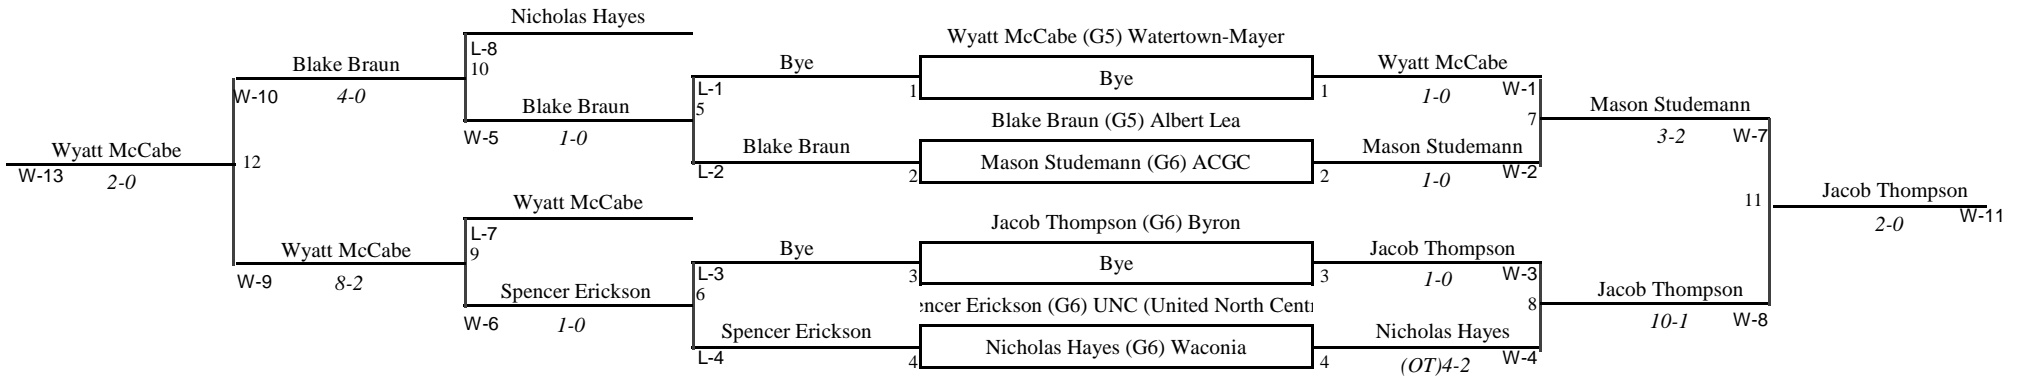 Nicholas Hayes
L-8
10
Blake Braun
W-10
4-0
Blake Braun
W-5
1-0
Wyatt McCabe
W-13
2-0
12
Wyatt McCabe
L-7
9
Wyatt McCabe
W-9
8-2
Spencer Erickson
W-6
1-0
Bye
L-1
5
1
Blake Braun
L-2
2
Bye
L-3
6
3
Spencer Erickson
L-4
4
Wyatt McCabe (G5) Watertown-Mayer
Bye
Blake Braun (G5) Albert Lea
Mason Studemann (G6) ACGC
Jacob Thompson (G6) Byron
Bye
encer Erickson (G6) UNC (United North Cent
Nicholas Hayes (G6) Waconia
Wyatt McCabe
1
1-0
W-1
7
Mason Studemann
2
1-0
W-2
Mason Studemann
3-2
W-7
Jacob Thompson
3
1-0
W-3
8
Nicholas Hayes
4
(OT)4-2
W-4
Jacob Thompson
10-1
W-8
11
Jacob Thompson
2-0
W-11